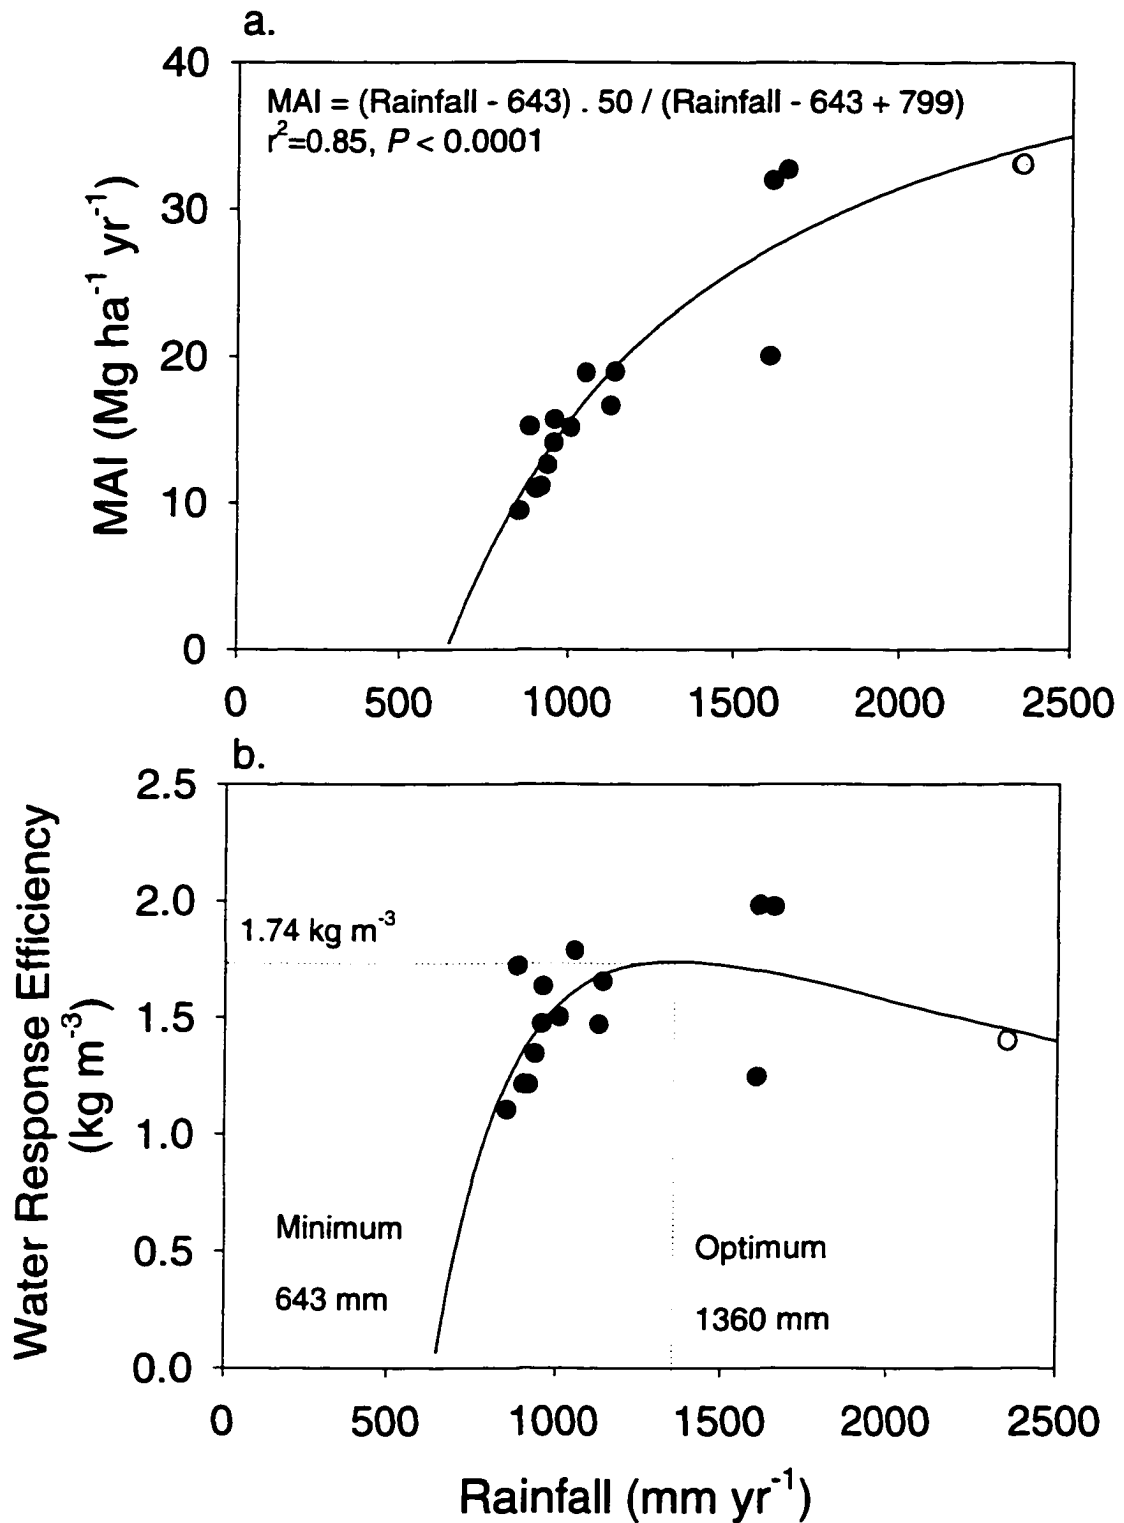 a.
40
MAI = (Rainfall - 643) . 50 / (Rainfall - 643 + 799)
r²=0.85, P < 0.0001
30
20
10
0
MAI (Mg ha⁻¹ yr⁻¹)
0 500 1000 1500 2000 2500
b.
2.5
2.0
1.74 kg m⁻³
1.5
1.0
Minimum
643 mm
0.5
Optimum
1360 mm
0.0
Water Response Efficiency
(kg m⁻³)
0 500 1000 1500 2000 2500
Rainfall (mm yr⁻¹)